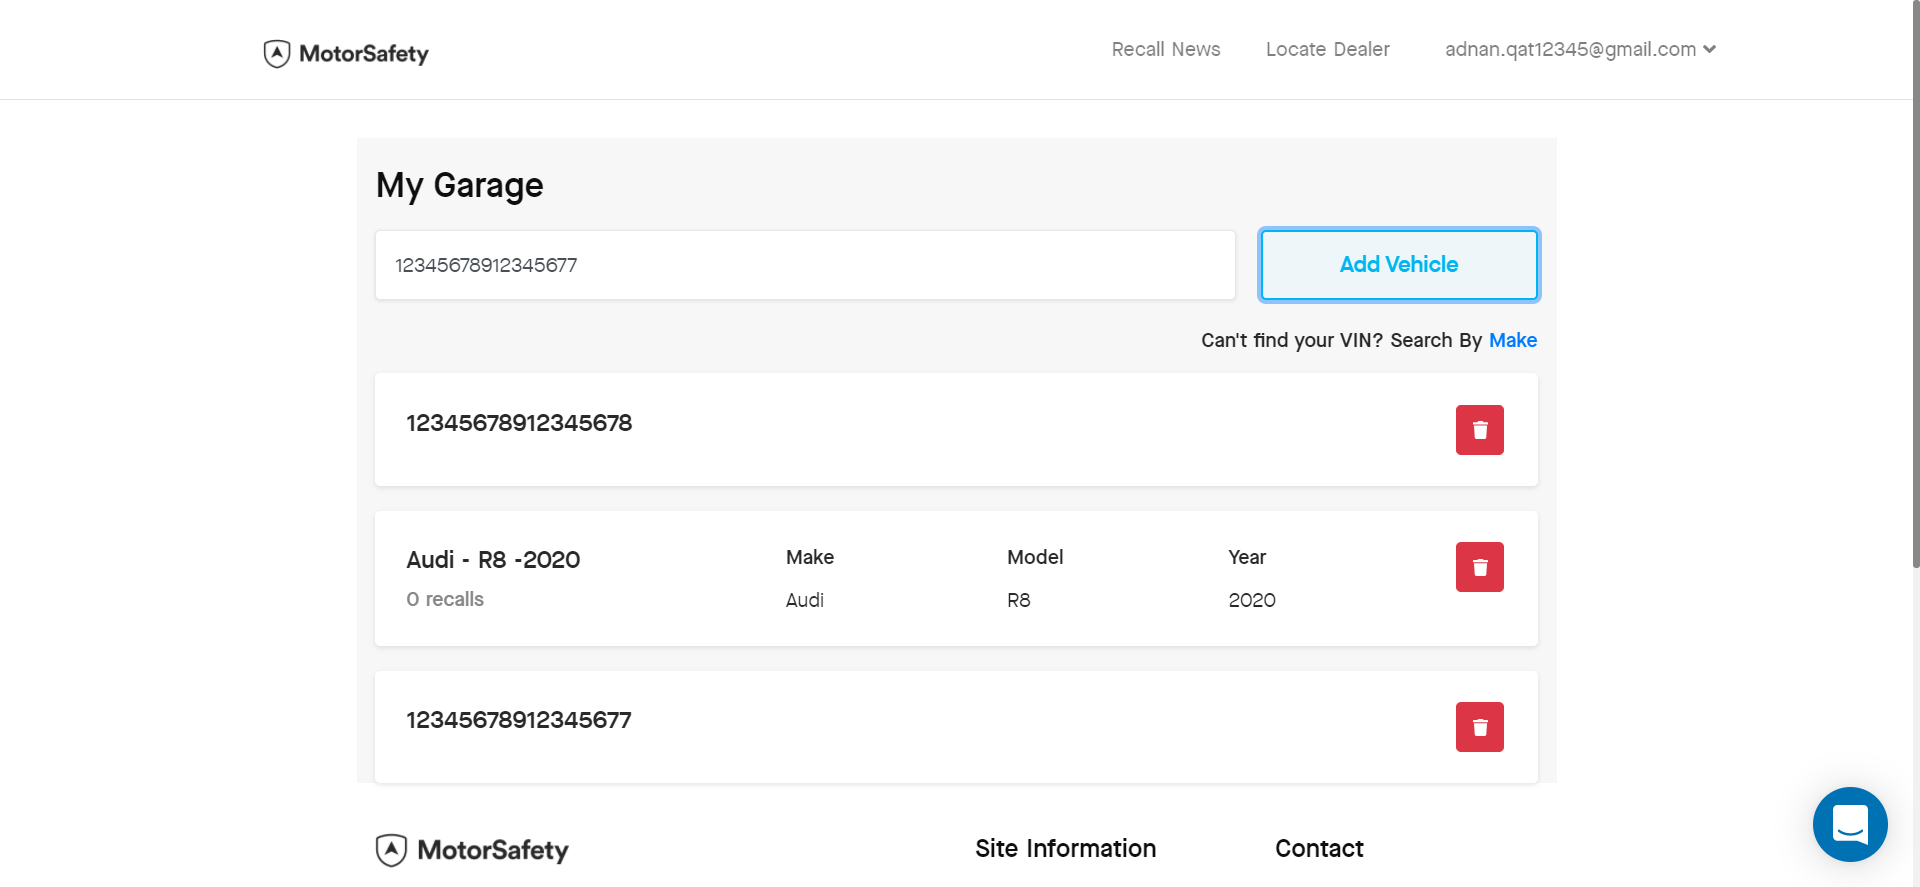 MotorSafety
Recall News
Locate Dealer
adnan.qat12345@gmail.com
My Garage
12345678912345677
Add Vehicle
Can't find your VIN? Search By Make
12345678912345678
Audi - R8 -2020
0 recalls
Make
Audi
Model
R8
Year
2020
12345678912345677
MotorSafety
Site Information
Contact